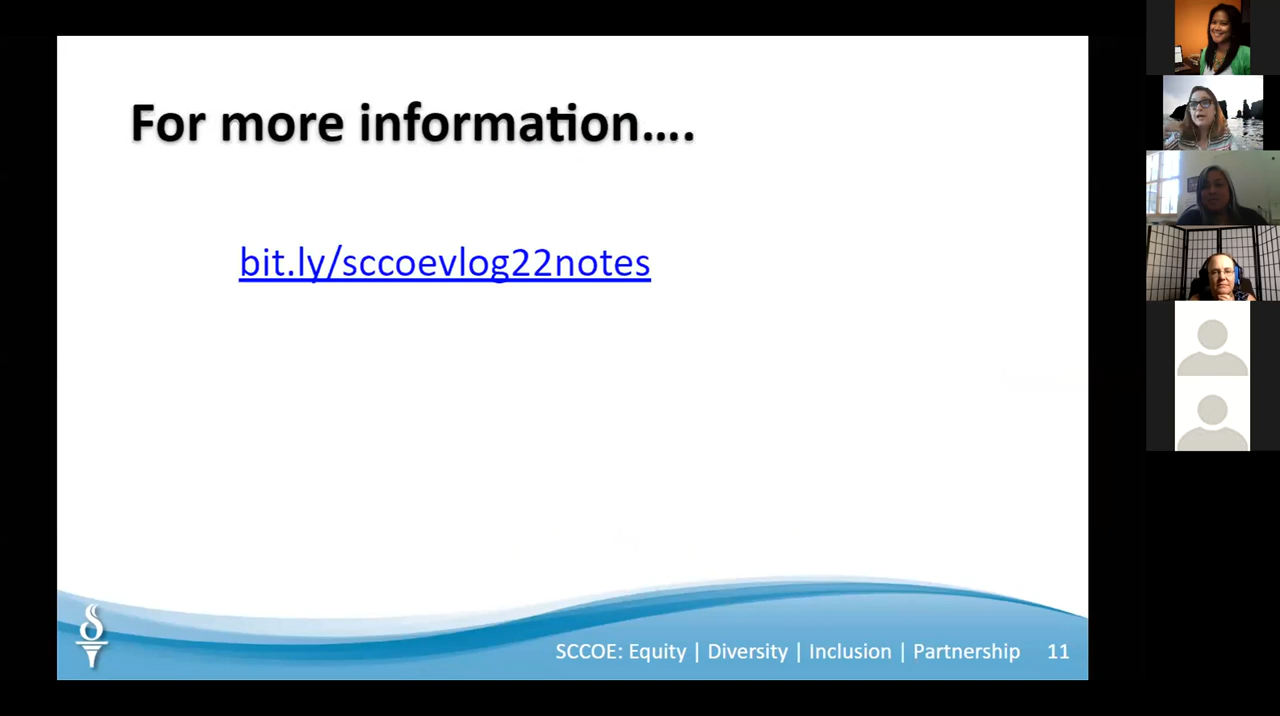 For more information....
bit.ly/sccoevlog22notes
SCCOE: Equity | Diversity | Inclusion | Partnership 11